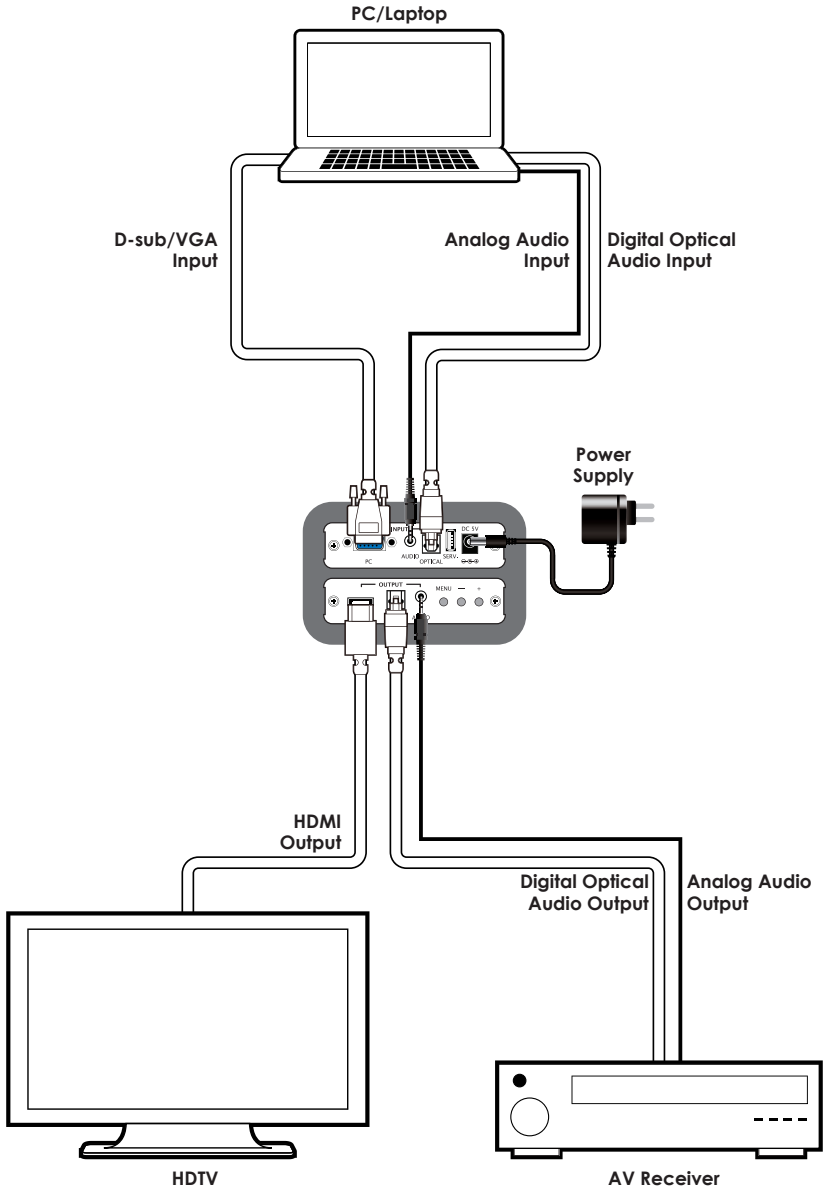 PC/Laptop
D-sub/VGA
Input
Analog Audio
Input
Digital Optical
Audio Input
Power
Supply
INPUT
DC 5V
PC
AUDIO
OPTICAL
SERV.
OUTPUT
MENU
−
+
HDMI
Output
Digital Optical
Audio Output
Analog Audio
Output
HDTV
AV Receiver